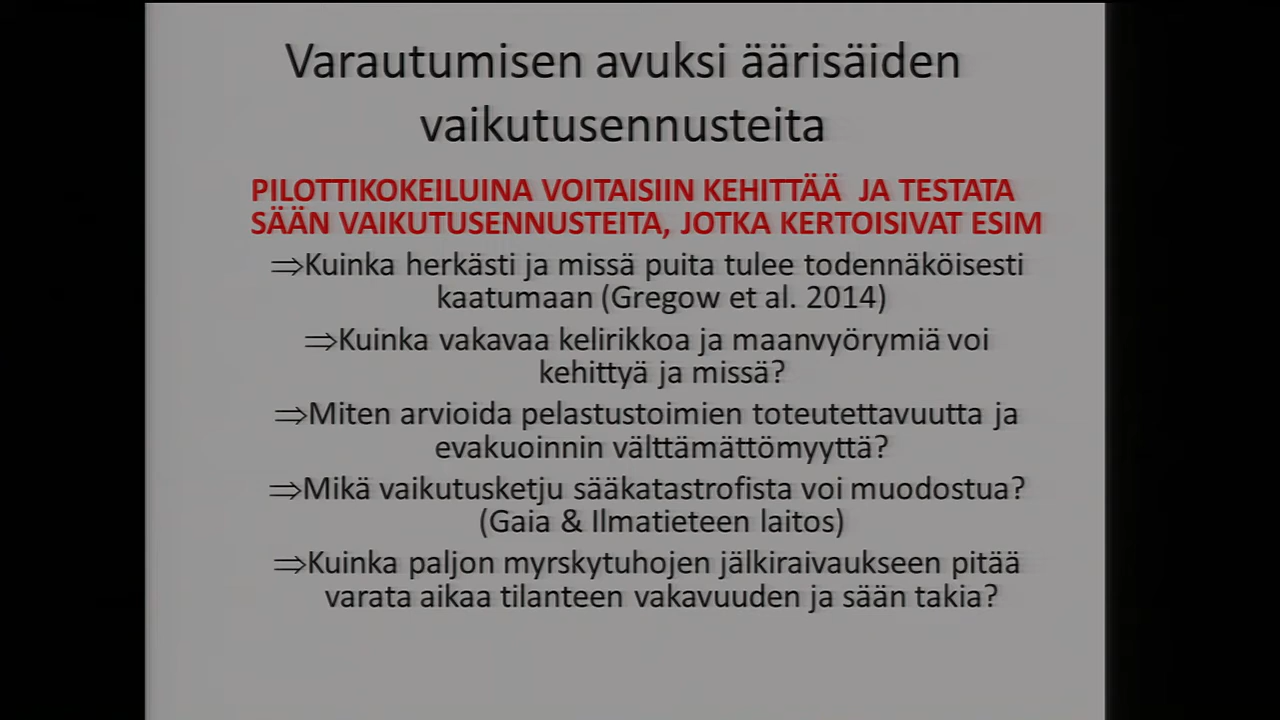 Varautumisen avuksi äärisäiden
vaikutusennusteita
PILOTTIKOKEILUINA VOITAISIIN KEHITTÄÄ JA TESTATA
SÄÄN VAIKUTUSENNUSTEITA, JOTKA KERTOISIVAT ESIM
⇒Kuinka herkästi ja missä puita tulee todennäköisesti
kaatumaan (Gregow et al. 2014)
⇒Kuinka vakavaa kelirikkoa ja maanvyörymiä voi
kehittyä ja missä?
⇒Miten arvioida pelastustoimien toteutettavuutta ja
evakuoinnin välttämättömyyttä?
⇒Mikä vaikutusketju sääkatastrofista voi muodostua?
(Gaia & Ilmatieteen laitos)
⇒Kuinka paljon myrskytuhojen jälkiraivaukseen pitää
varata aikaa tilanteen vakavuuden ja sään takia?